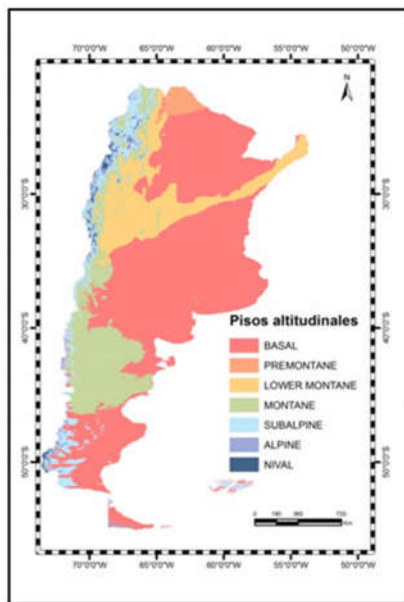 70°0'0"W 65°0'0"W 60°0'0"W 55°0'0"W 50°0'0"W
N
30°0'0"S
30°0'0"S
40°0'0"S
40°0'0"S
Pisos altitudinales
BASAL
PREMONTANE
LOWER MONTANE
MONTANE
SUBALPINE
ALPINE
NIVAL
50°0'0"S
50°0'0"S
70°0'0"W 65°0'0"W 60°0'0"W 55°0'0"W 50°0'0"W